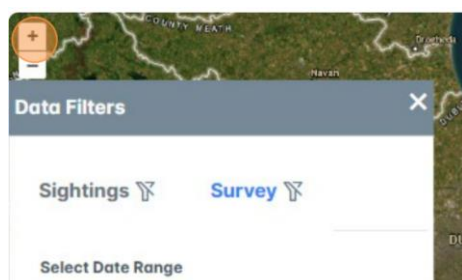 +
COUNTY MEATH
Drogheda
−
Navan
Data Filters ×
Sightings Survey
Select Date Range